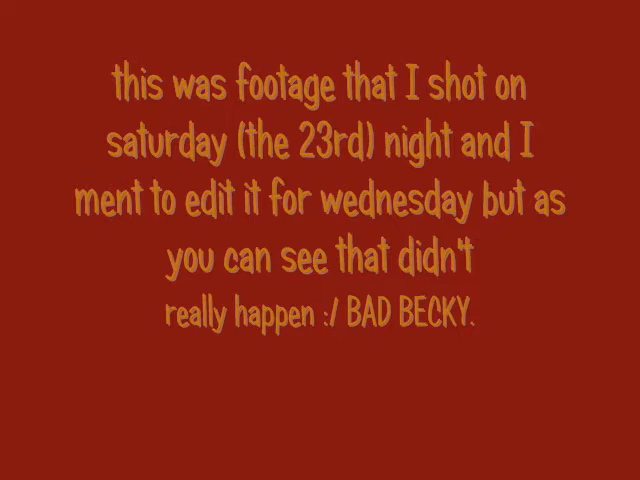 this was footage that I shot on
saturday (the 23rd) night and I
ment to edit it for wednesday but as
you can see that didn't
really happen :/ BAD BECKY.